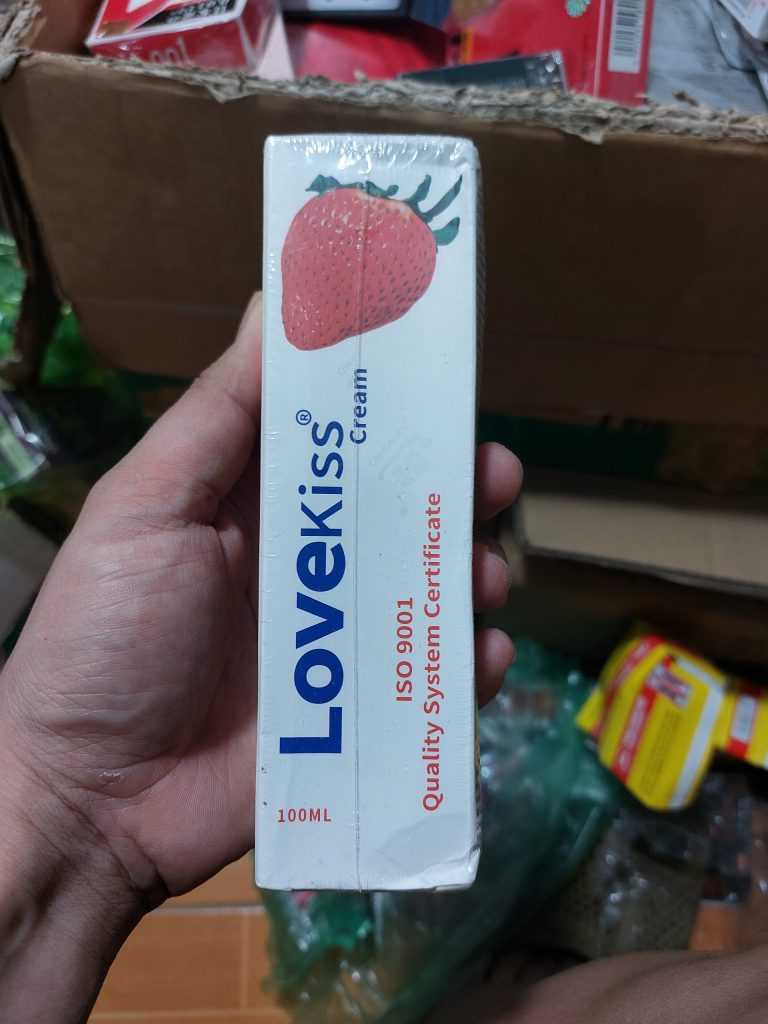 LoveKiss®
Cream
ISO 9001
Quality System Certificate
100ML